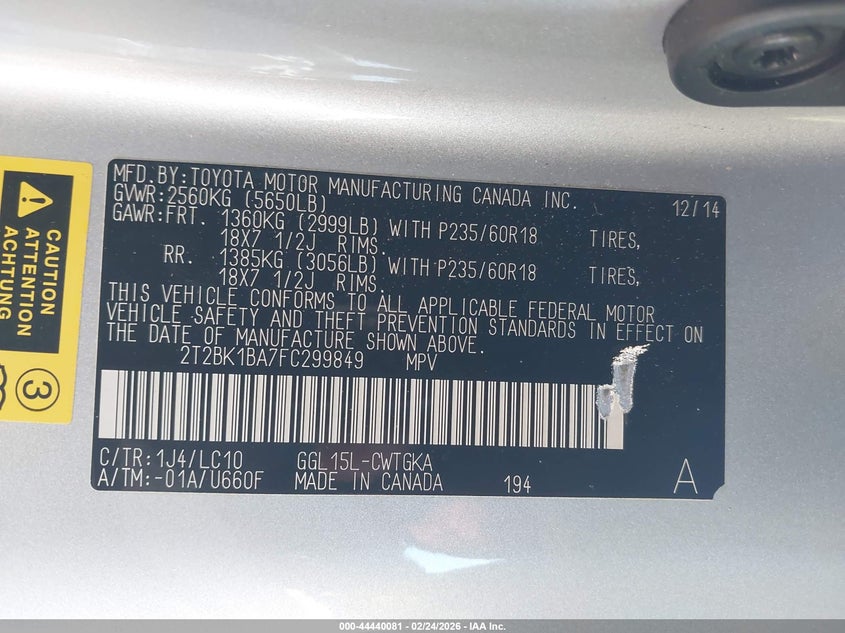 CAUTION
ATTENTION
ACHTUNG
3
MFD.BY:TOYOTA MOTOR MANUFACTURING CANADA INC. 12/14
GVWR:2560KG (5650LB)
GAWR:FRT. 1360KG (2999LB) WITH P235/60R18 TIRES,
18X7 1/2J RIMS.
RR. 1385KG (3056LB) WITH P235/60R18 TIRES,
18X7 1/2J RIMS.
THIS VEHICLE CONFORMS TO ALL APPLICABLE FEDERAL MOTOR
VEHICLE SAFETY AND THEFT PREVENTION STANDARDS IN EFFECT ON
THE DATE OF MANUFACTURE SHOWN ABOVE.
2T2BK1BA7FC299849 MPV
C/TR:1J4/LC10 GGL15L-CWTGKA
A/TM:-01A/U660F MADE IN CANADA 194 A
000-44440081 - 02/24/2026 - IAA Inc.